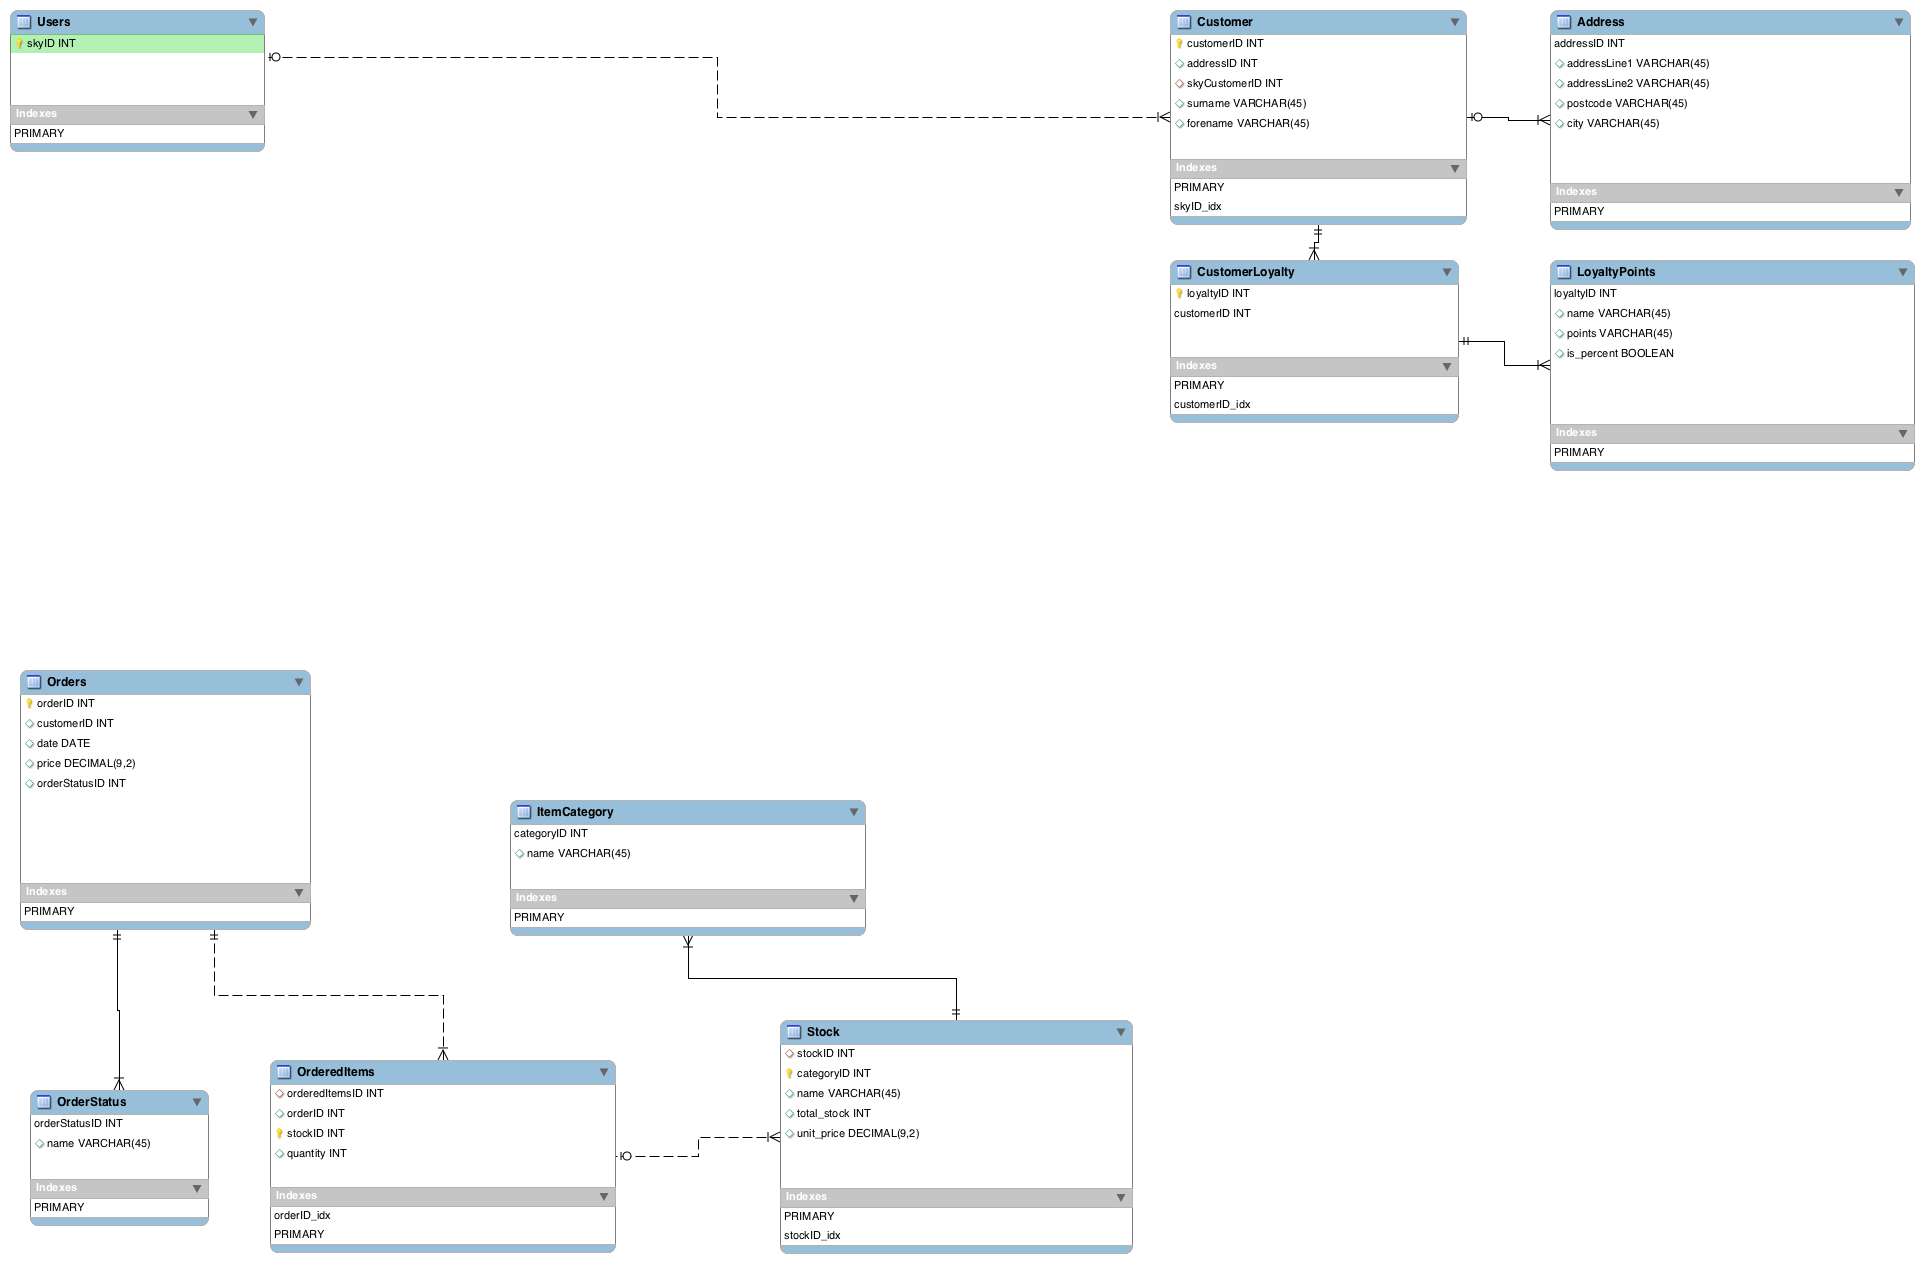 Users
skyID INT
Indexes
PRIMARY
Customer
customerID INT
addressID INT
skyCustomerID INT
surname VARCHAR(45)
forename VARCHAR(45)
Indexes
PRIMARY
skyID_idx
Address
addressID INT
addressLine1 VARCHAR(45)
addressLine2 VARCHAR(45)
postcode VARCHAR(45)
city VARCHAR(45)
Indexes
PRIMARY
CustomerLoyalty
loyaltyID INT
customerID INT
Indexes
PRIMARY
customerID_idx
LoyaltyPoints
loyaltyID INT
name VARCHAR(45)
points VARCHAR(45)
is_percent BOOLEAN
Indexes
PRIMARY
Orders
orderID INT
customerID INT
date DATE
price DECIMAL(9,2)
orderStatusID INT
Indexes
PRIMARY
ItemCategory
categoryID INT
name VARCHAR(45)
Indexes
PRIMARY
OrderStatus
orderStatusID INT
name VARCHAR(45)
Indexes
PRIMARY
OrderedItems
orderedItemsID INT
orderID INT
stockID INT
quantity INT
Indexes
orderID_idx
PRIMARY
Stock
stockID INT
categoryID INT
name VARCHAR(45)
total_stock INT
unit_price DECIMAL(9,2)
Indexes
PRIMARY
stockID_idx